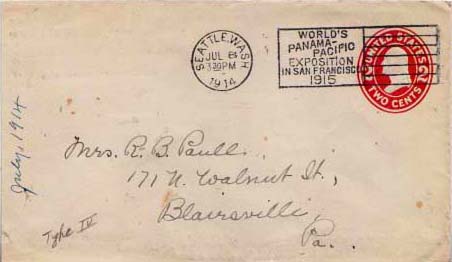 SEATTLE, WASH
JUL 8
3 30 PM
1914
WORLD'S
PANAMA-
PACIFIC
EXPOSITION
IN SAN FRANCISCO
1915
UNITED STATES
TWO CENTS
July, 1914
Mrs. R. B. Paull,
171 N. Walnut St.,
Blairsville,
Pa.
Type IV